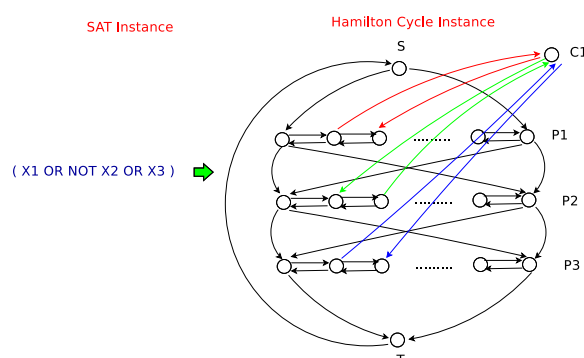 SAT Instance
Hamilton Cycle Instance
S
C1
P1
( X1 OR NOT X2 OR X3 )
P2
P3
T